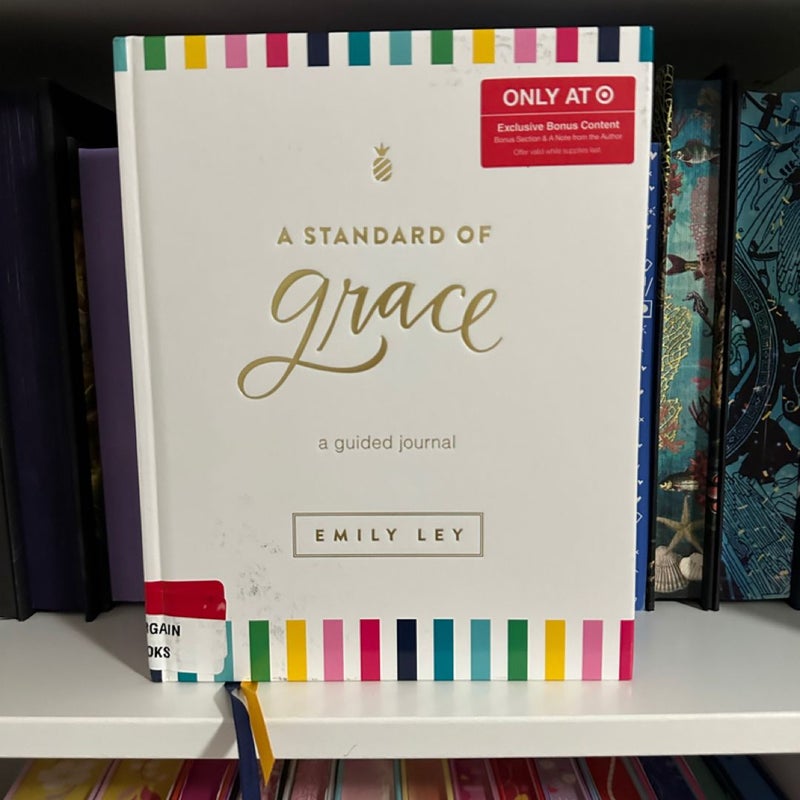 ONLY AT
Exclusive Bonus Content
Bonus Section & A Note from the Author
Offer valid while supplies last.
A STANDARD OF
grace
a guided journal
EMILY LEY
RGAIN
OKS